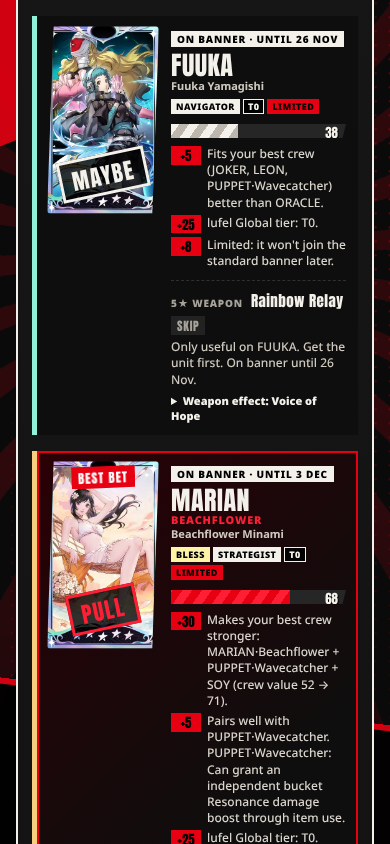 ON BANNER · UNTIL 26 NOV
FUUKA
Fuuka Yamagishi
NAVIGATOR T0 LIMITED
38
MAYBE
+5 Fits your best crew
(JOKER, LEON,
PUPPET·Wavecatcher)
better than ORACLE.
+25 lufel Global tier: T0.
+8 Limited: it won't join the
standard banner later.
5★ WEAPON Rainbow Relay
SKIP
Only useful on FUUKA. Get the
unit first. On banner until 26
Nov.
▶ Weapon effect: Voice of
Hope
BEST BET
PULL
ON BANNER · UNTIL 3 DEC
MARIAN
BEACHFLOWER
Beachflower Minami
BLESS STRATEGIST T0
LIMITED
68
+30 Makes your best crew
stronger:
MARIAN·Beachflower +
PUPPET·Wavecatcher +
SOY (crew value 52 →
71).
+5 Pairs well with
PUPPET·Wavecatcher.
PUPPET·Wavecatcher:
Can grant an
independent bucket
Resonance damage
boost through item use.
+25 lufel Global tier: T0.